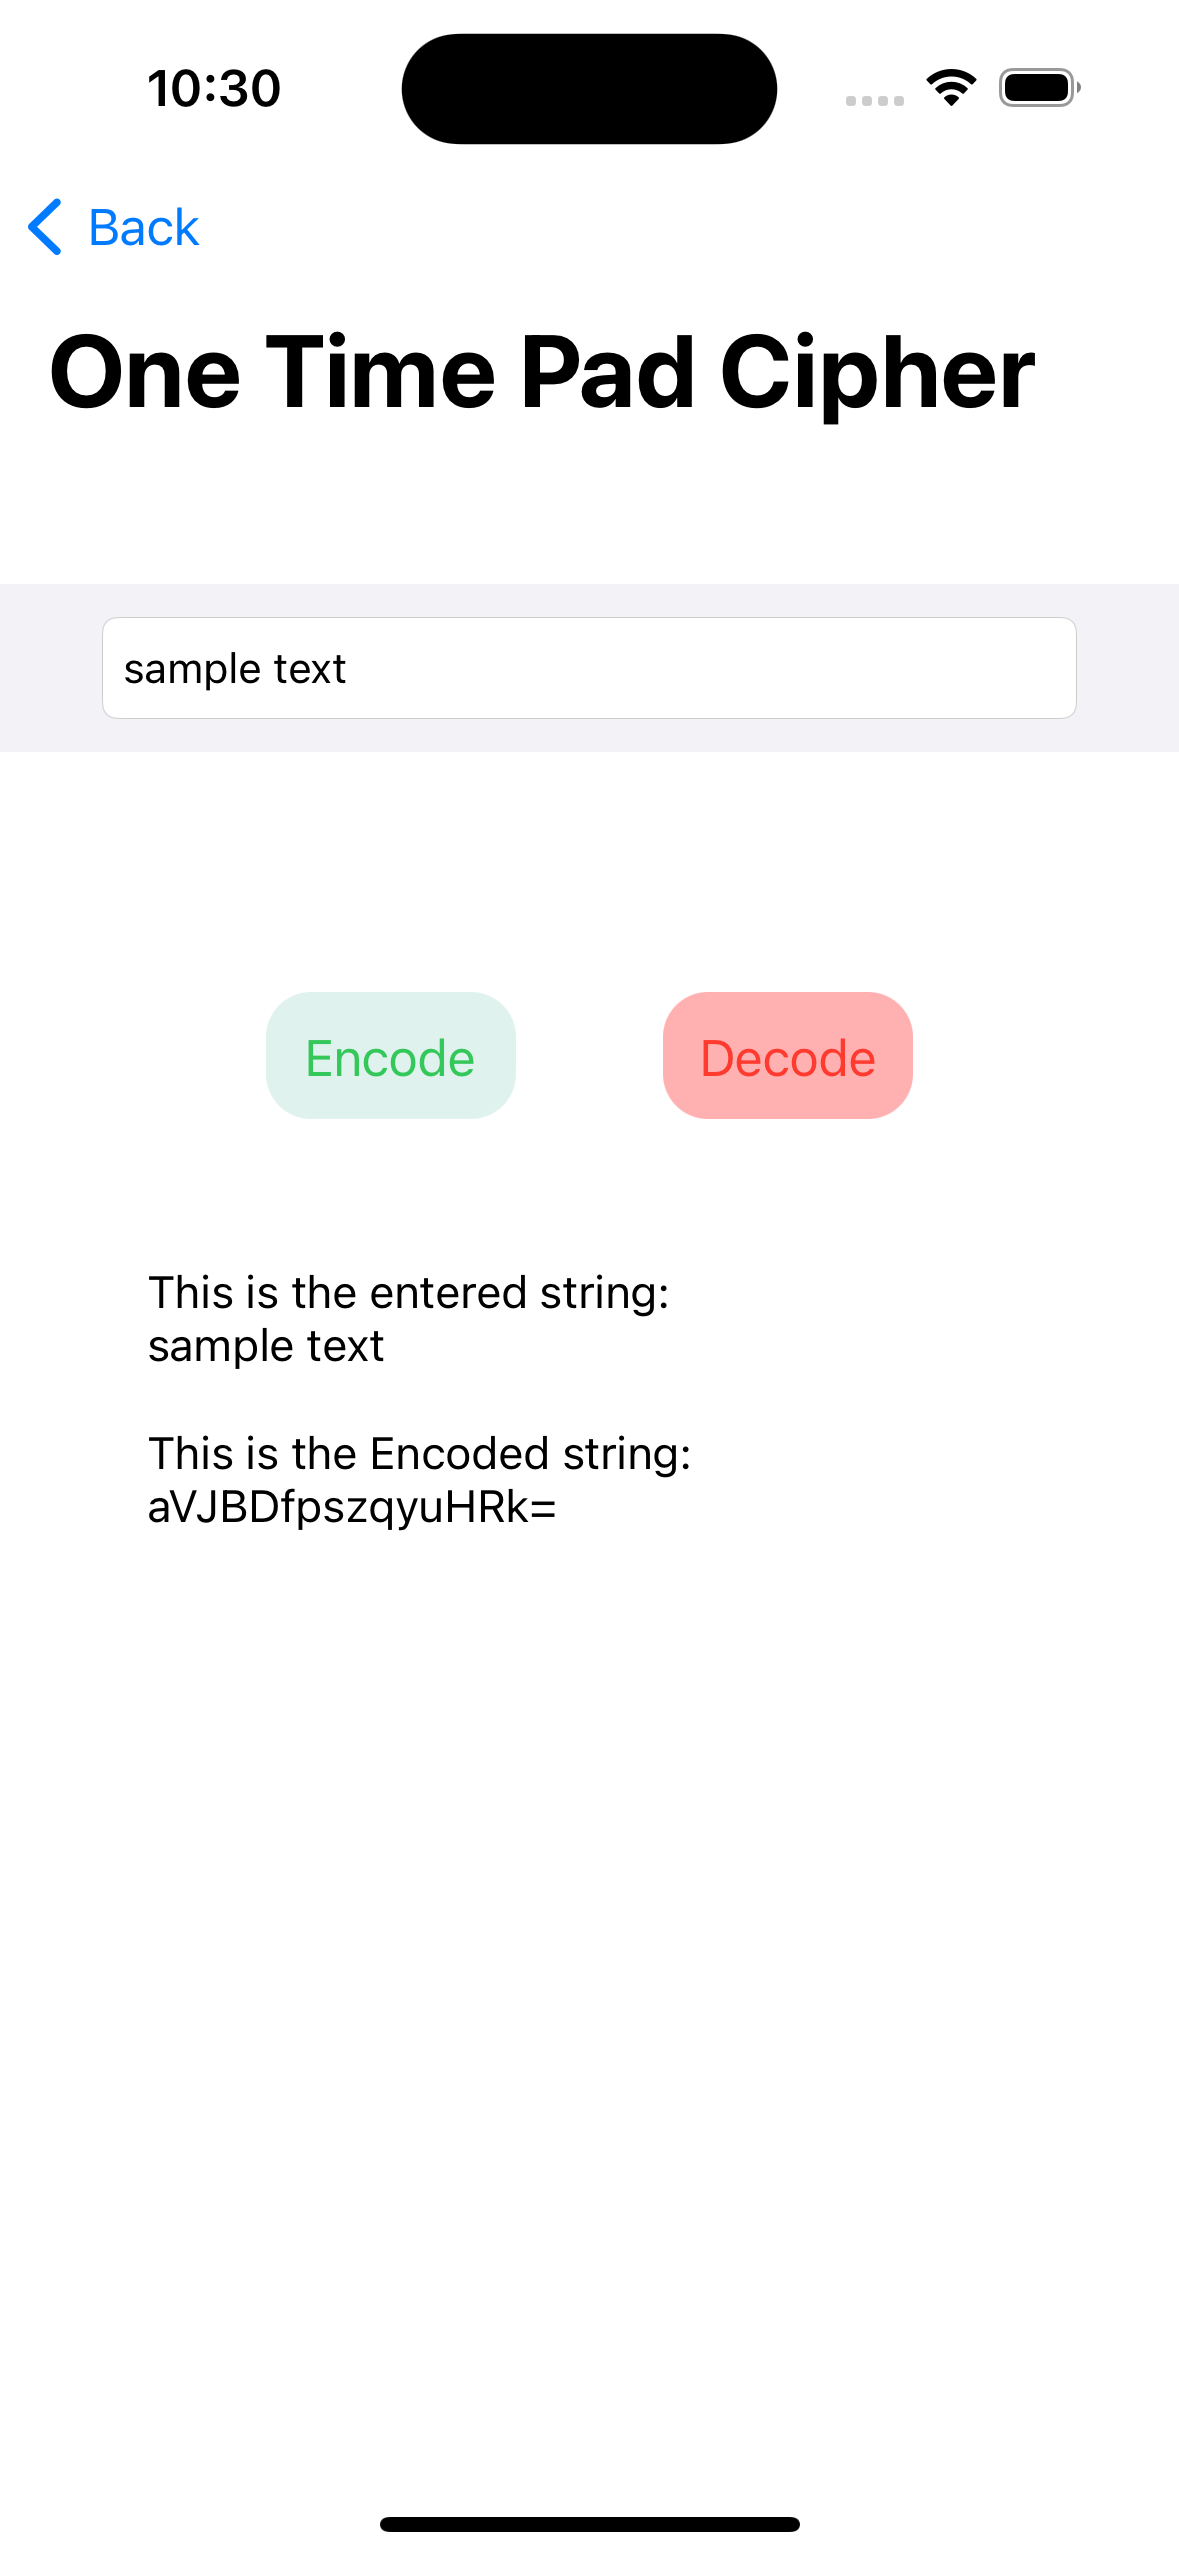 10:30
Back
One Time Pad Cipher
sample text
Encode
Decode
This is the entered string:
sample text
This is the Encoded string:
aVJBDfpszqyuHRk=